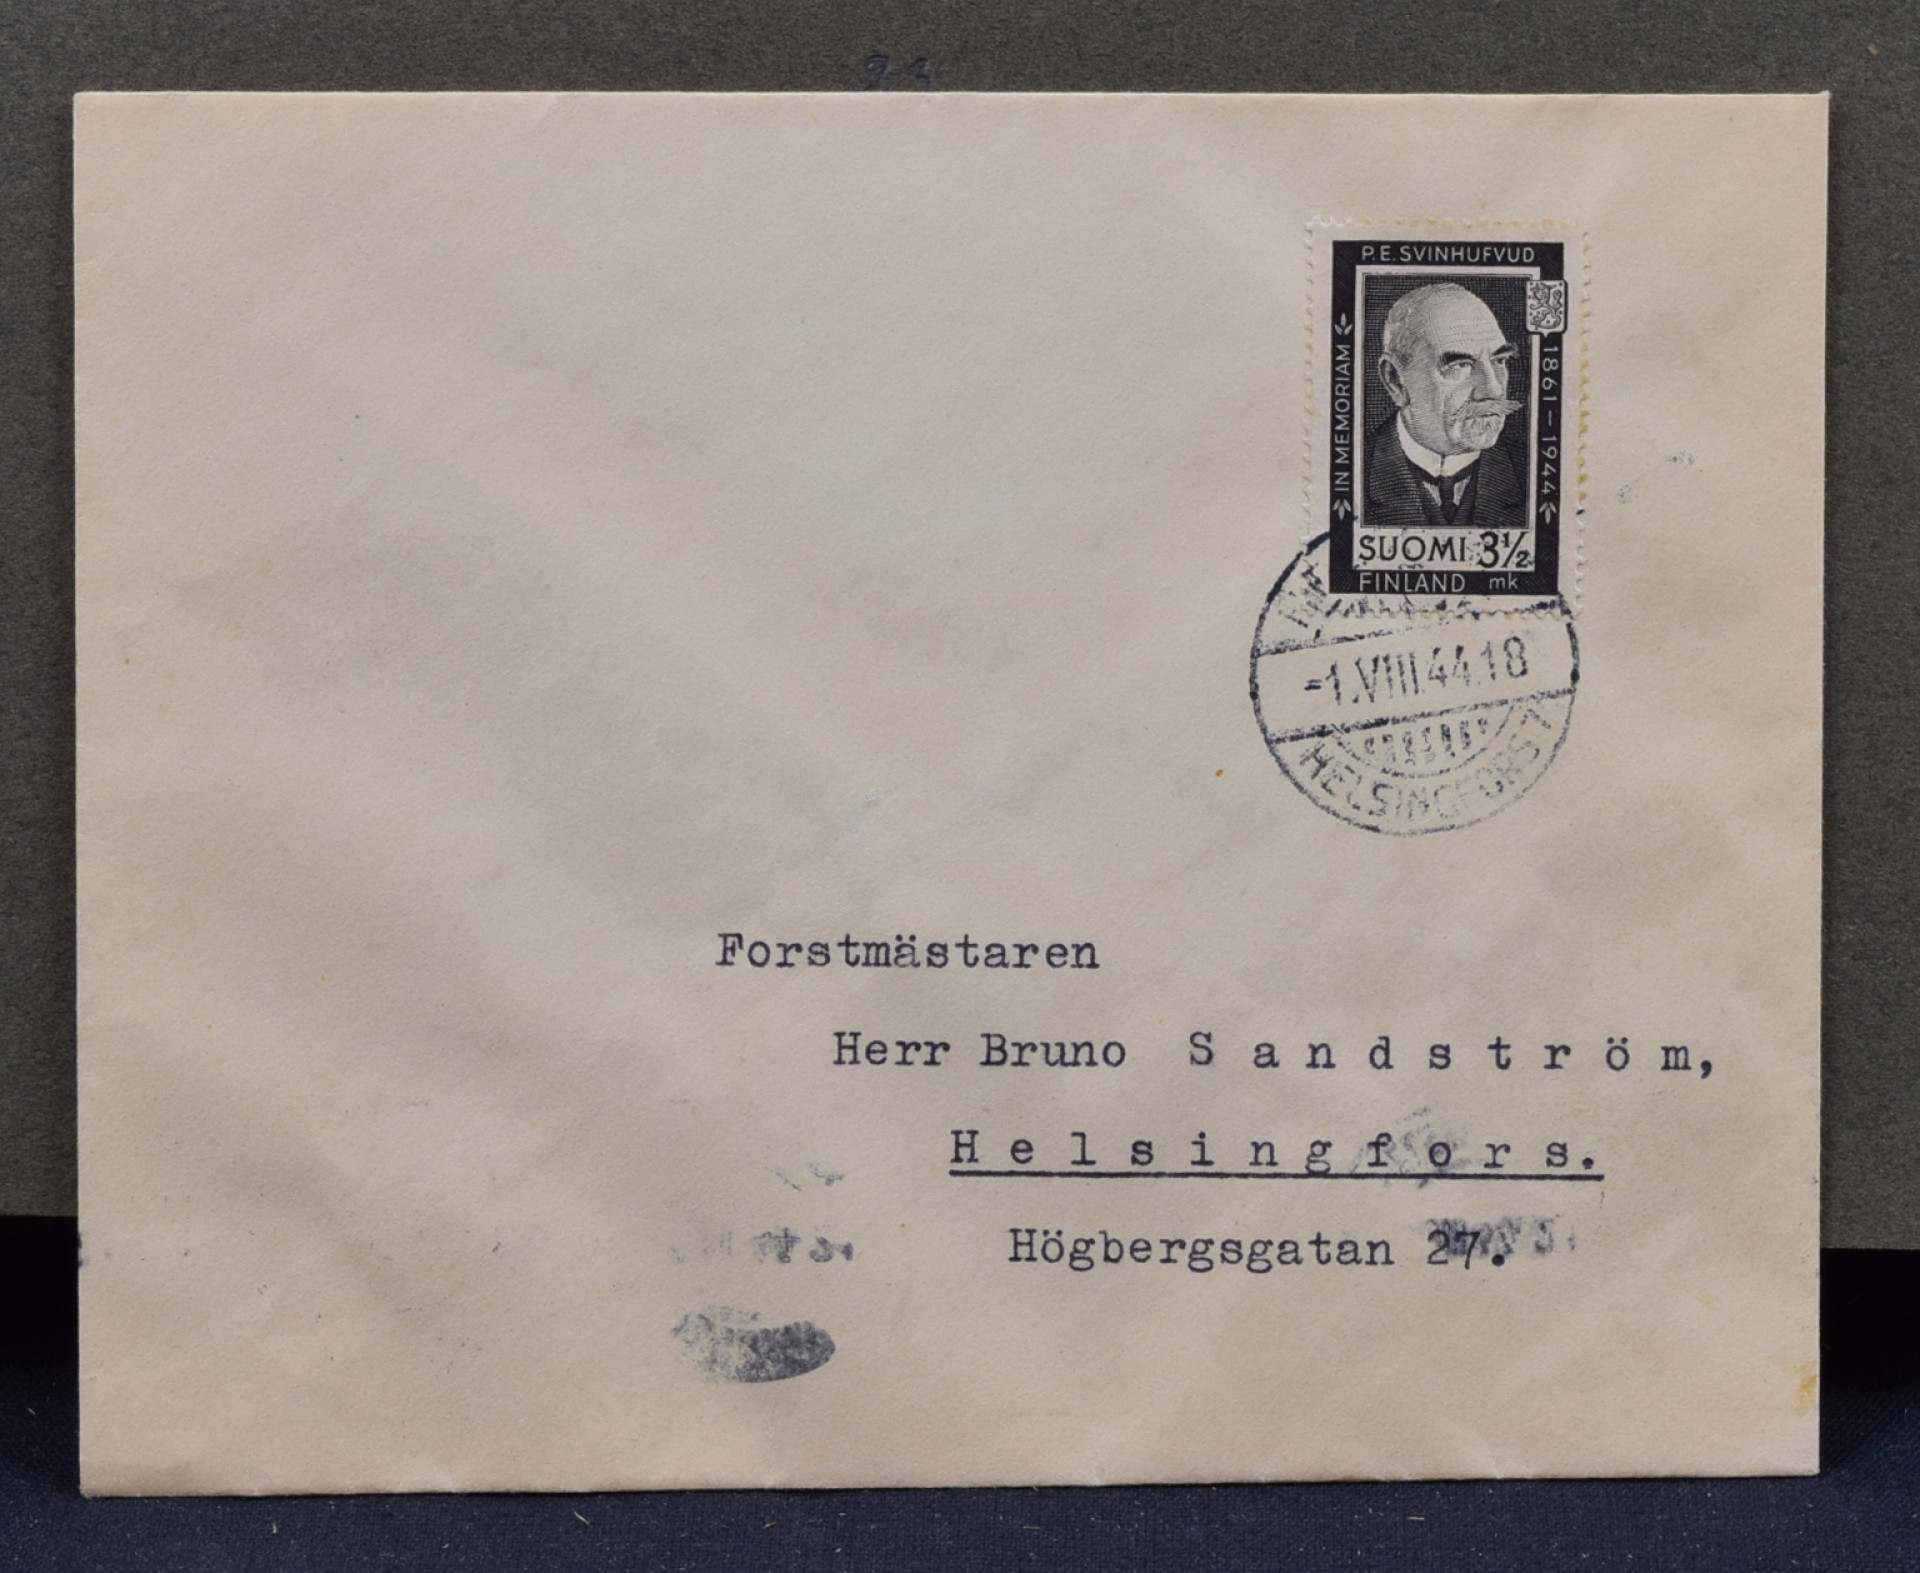 P.E. SVINHUFVUD
IN MEMORIAM
1861-1944
SUOMI 3½
FINLAND mk
-1.VIII.44.18
HELSINGFORS 1
Forstmästaren
Herr Bruno S a n d s t r ö m,
H e l s i n g f o r s.
Högbergsgatan 27.